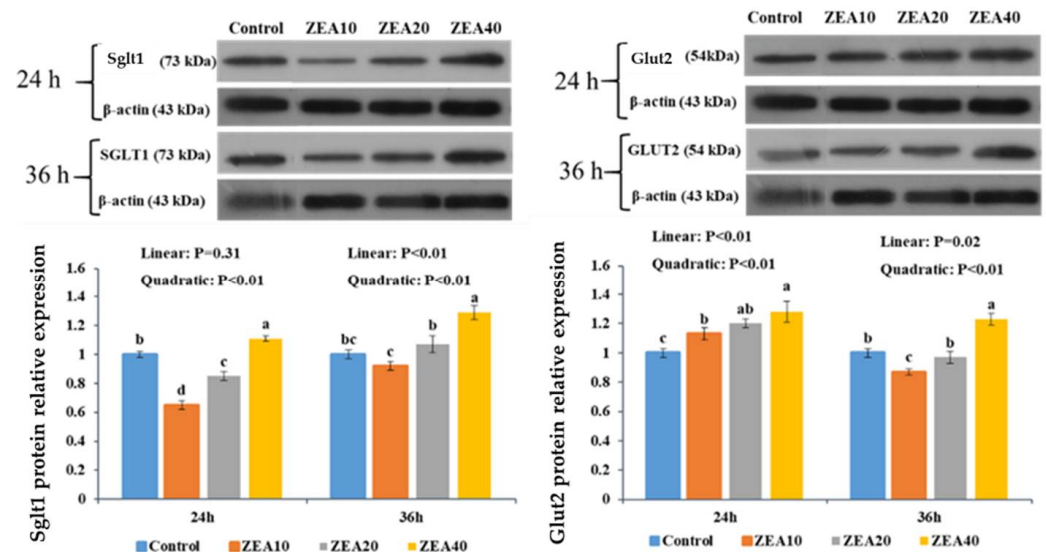 Control ZEA10 ZEA20 ZEA40
24 h
Sglt1 (73 kDa)
β-actin (43 kDa)
36 h
SGLT1 (73 kDa)
β-actin (43 kDa)
Linear: P=0.31
Quadratic: P<0.01
Linear: P<0.01
Quadratic: P<0.01
Sglt1 protein relative expression
1.6
1.4
1.2
1
0.8
0.6
0.4
0.2
0
b d c a
bc c b a
24h 36h
Control ZEA10 ZEA20 ZEA40
Control ZEA10 ZEA20 ZEA40
24 h
Glut2 (54kDa)
β-actin (43 kDa)
36 h
GLUT2 (54 kDa)
β-actin (43 kDa)
Linear: P<0.01
Quadratic: P<0.01
Linear: P=0.02
Quadratic: P<0.01
Glut2 protein relative expression
1.6
1.4
1.2
1
0.8
0.6
0.4
0.2
0
c b ab a
b c b a
24h 36h
Control ZEA10 ZEA20 ZEA40